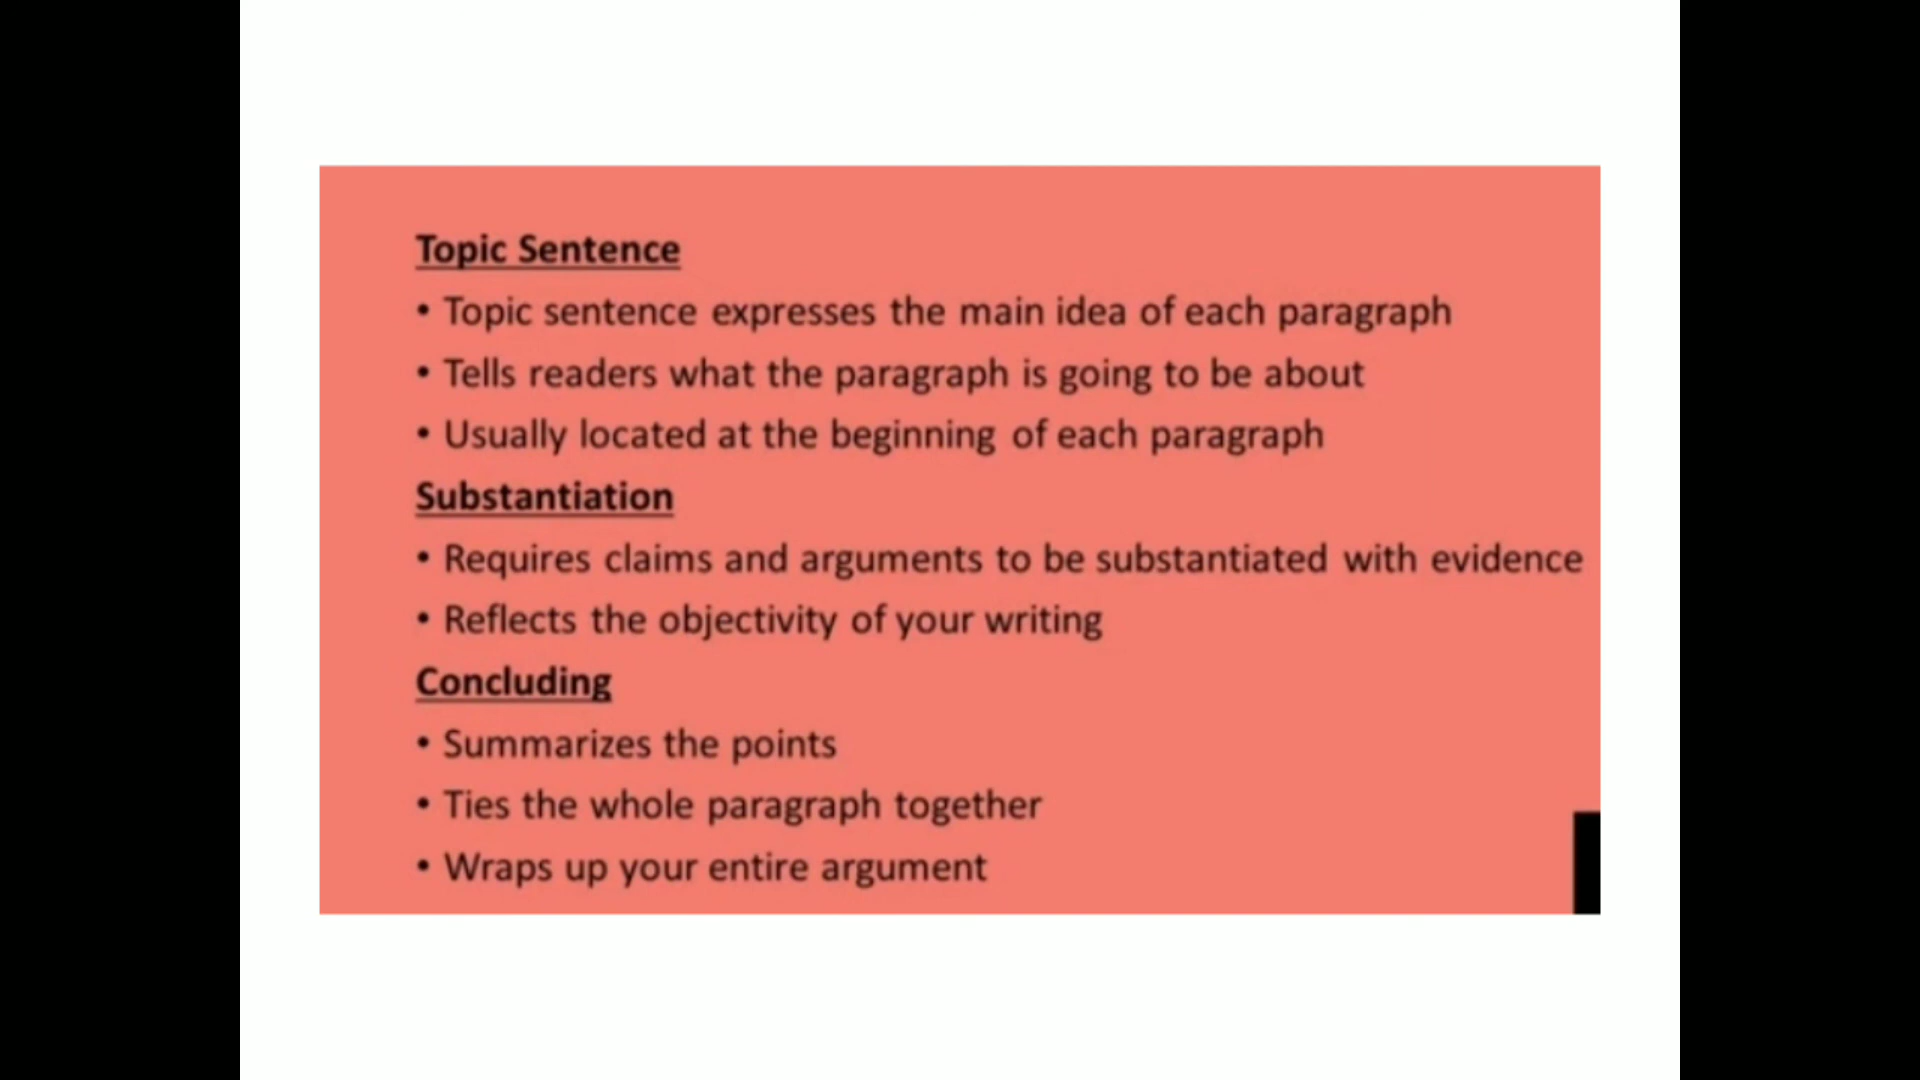 Topic Sentence
• Topic sentence expresses the main idea of each paragraph
• Tells readers what the paragraph is going to be about
• Usually located at the beginning of each paragraph
Substantiation
• Requires claims and arguments to be substantiated with evidence
• Reflects the objectivity of your writing
Concluding
• Summarizes the points
• Ties the whole paragraph together
• Wraps up your entire argument